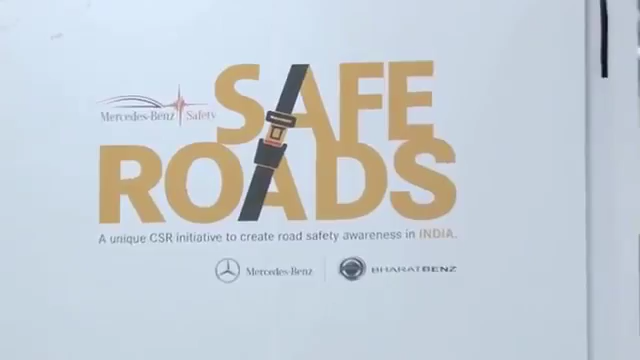 SAFE
Mercedes-Benz Safety
ROADS
A unique CSR initiative to create road safety awareness in INDIA.
Mercedes-Benz BHARATBENZ